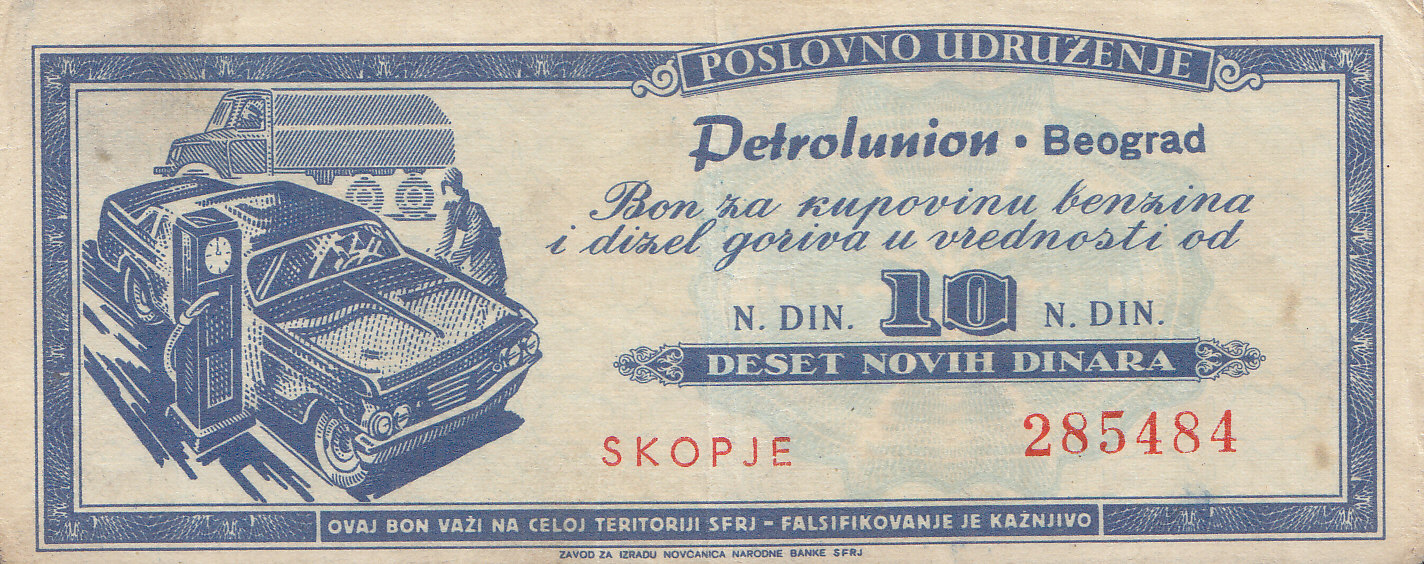 POSLOVNO UDRUŽENJE
Petrolunion • Beograd
Bon za kupovinu benzina
i dizel goriva u vrednosti od
N. DIN. 10 N. DIN.
DESET NOVIH DINARA
SKOPJE 285484
OVAJ BON VAŽI NA CELOJ TERITORIJI SFRJ – FALSIFIKOVANJE JE KAŽNJIVO
ZAVOD ZA IZRADU NOVČANICA NARODNE BANKE SFRJ